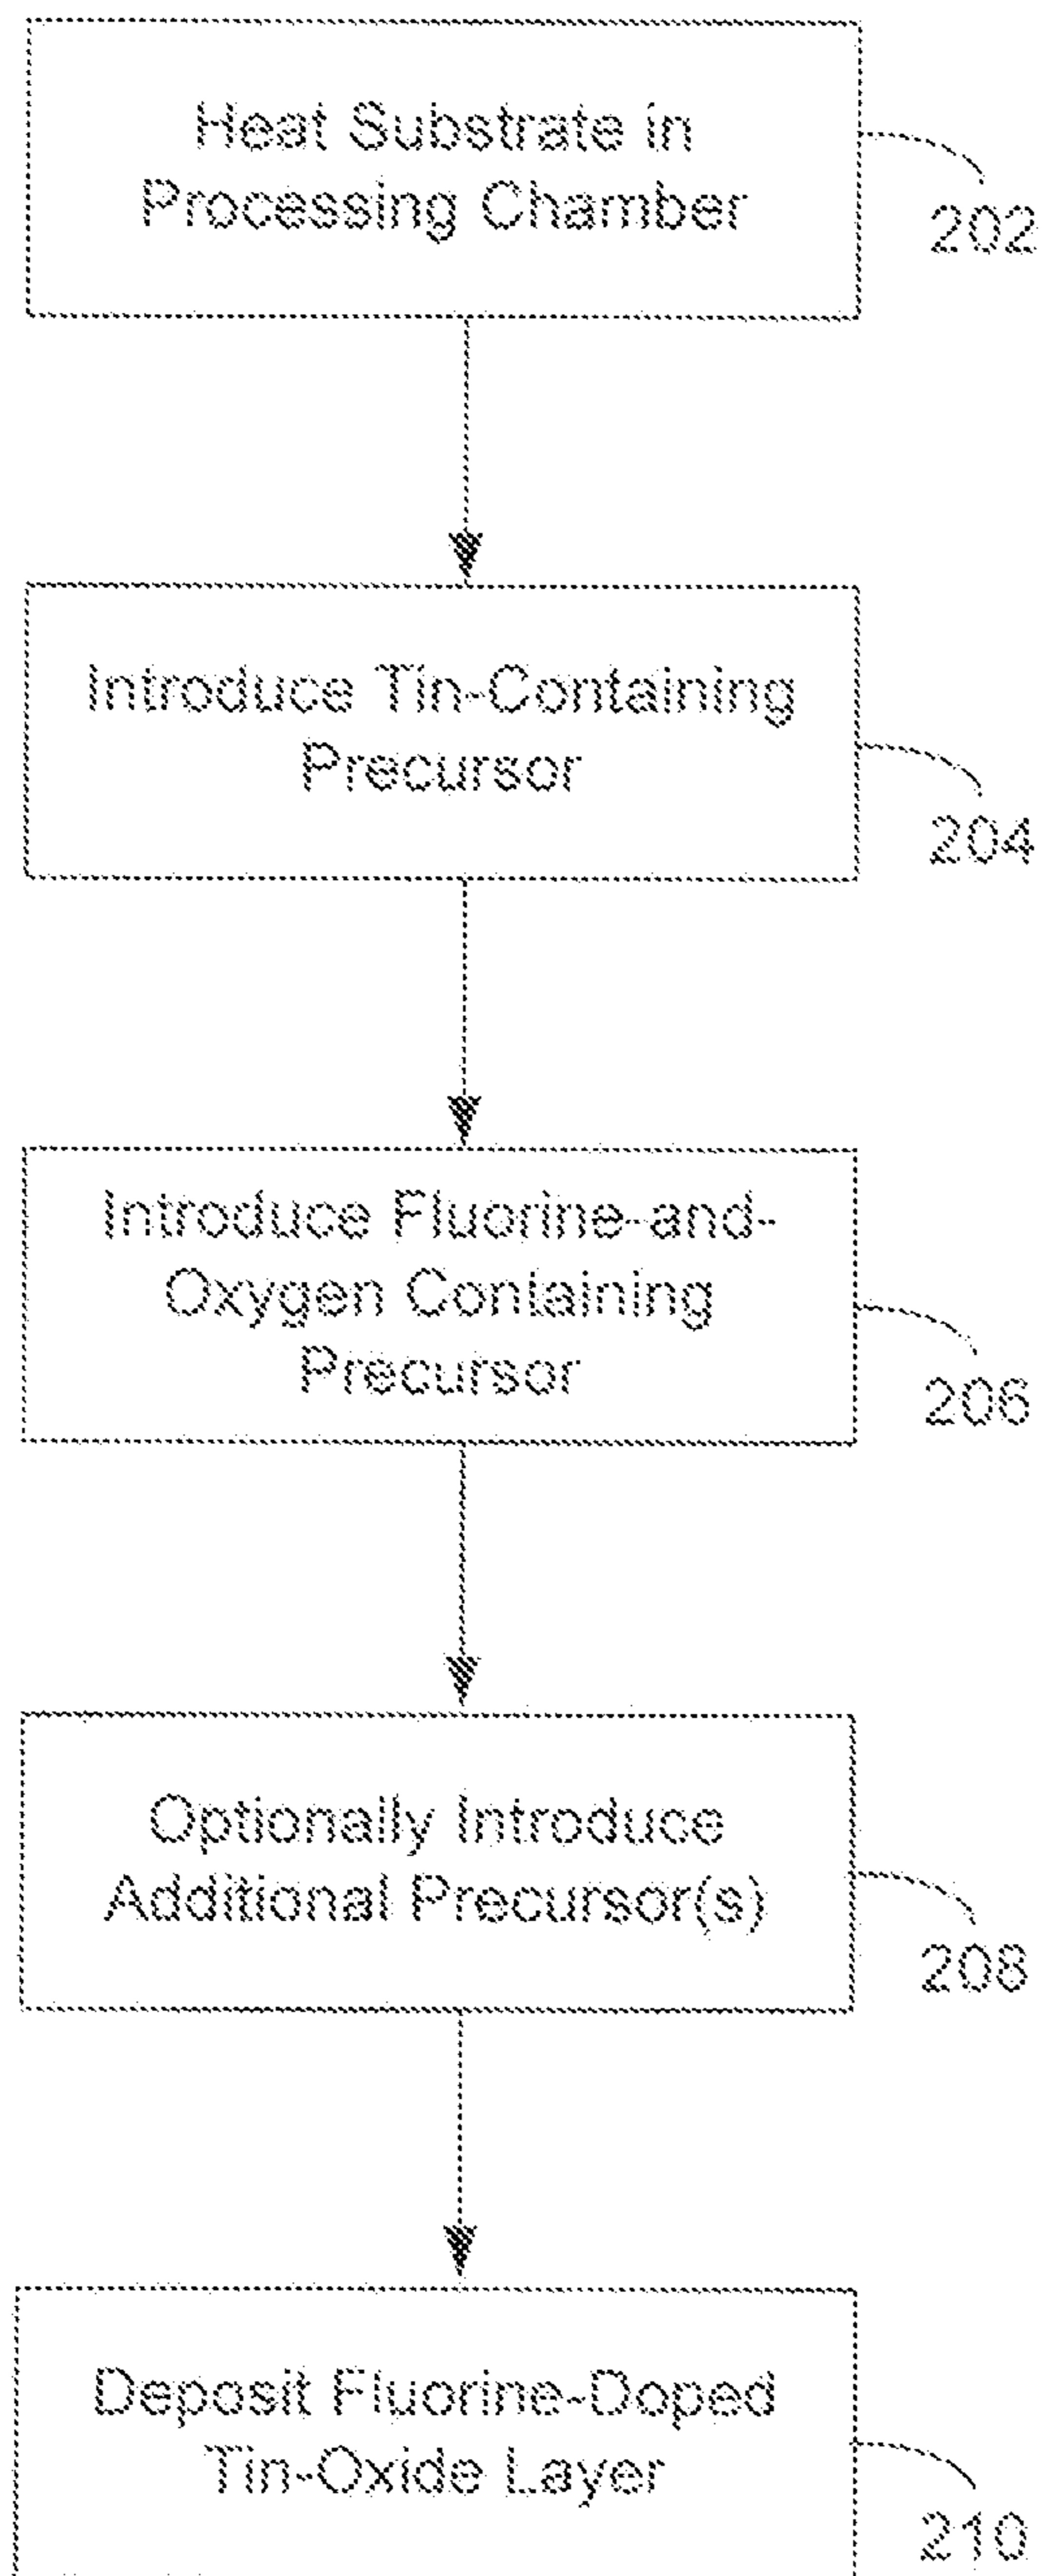 Heat Substrate in
Processing Chamber
202
Introduce Tin-Containing
Precursor
204
Introduce Fluorine-and-
Oxygen Containing
Precursor
206
Optionally Introduce
Additional Precursor(s)
208
Deposit Fluorine-Doped
Tin-Oxide Layer
210